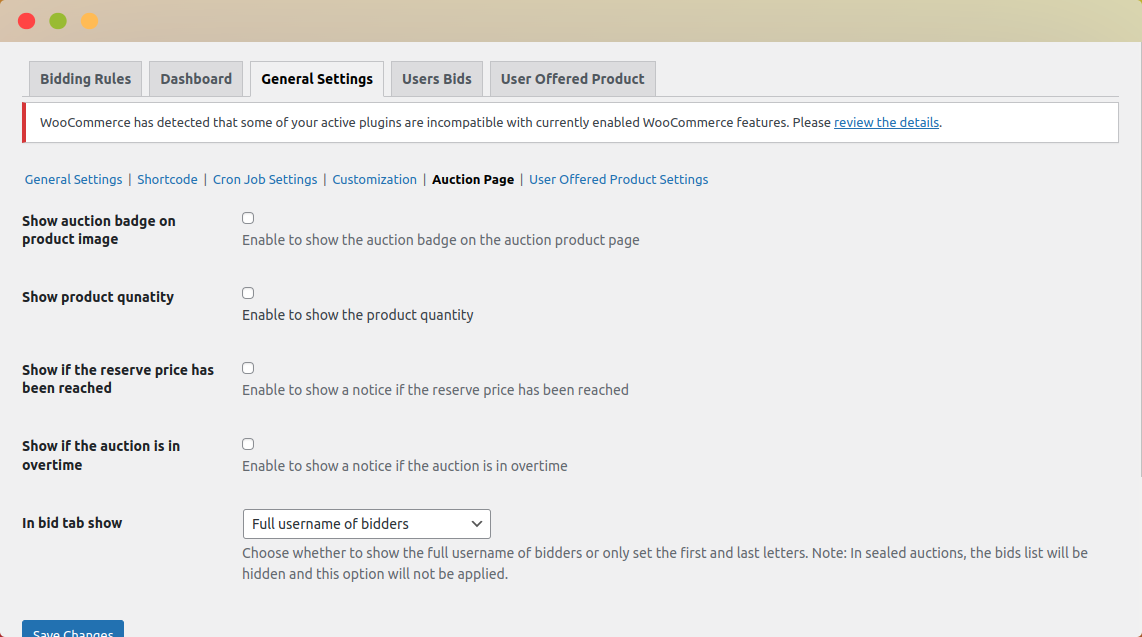 Bidding Rules Dashboard General Settings Users Bids User Offered Product
WooCommerce has detected that some of your active plugins are incompatible with currently enabled WooCommerce features. Please review the details.
General Settings | Shortcode | Cron Job Settings | Customization | Auction Page | User Offered Product Settings
Show auction badge on
product image
Enable to show the auction badge on the auction product page
Show product qunatity
Enable to show the product quantity
Show if the reserve price has
been reached
Enable to show a notice if the reserve price has been reached
Show if the auction is in
overtime
Enable to show a notice if the auction is in overtime
In bid tab show
Full username of bidders
Choose whether to show the full username of bidders or only set the first and last letters. Note: In sealed auctions, the bids list will be
hidden and this option will not be applied.
Save Changes